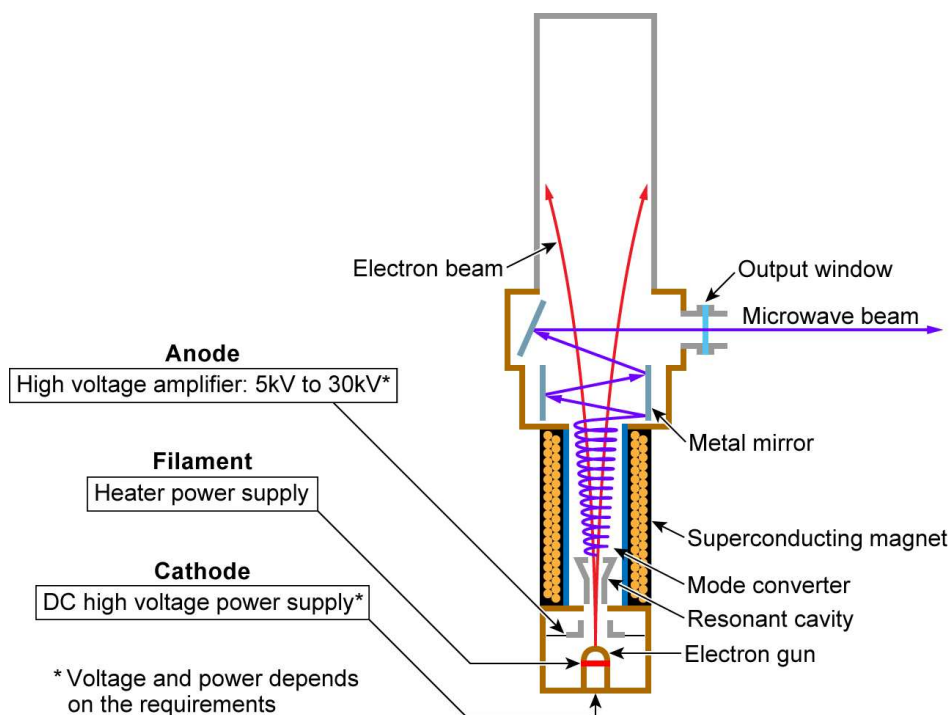 Electron beam
Output window
Microwave beam
Anode
High voltage amplifier: 5kV to 30kV*
Metal mirror
Filament
Heater power supply
Superconducting magnet
Cathode
Mode converter
DC high voltage power supply*
Resonant cavity
Electron gun
* Voltage and power depends
on the requirements